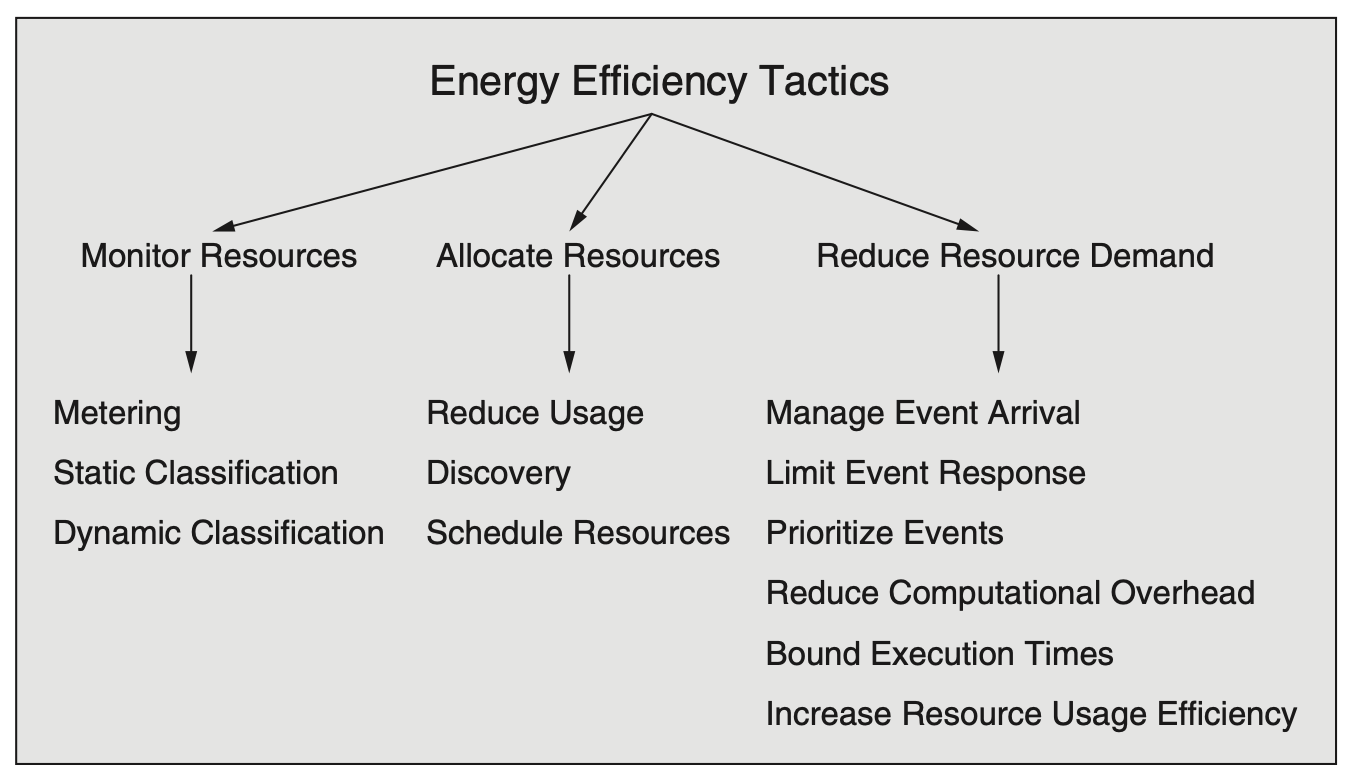 Energy Efficiency Tactics
Monitor Resources
Allocate Resources
Reduce Resource Demand
Metering
Static Classification
Dynamic Classification
Reduce Usage
Discovery
Schedule Resources
Manage Event Arrival
Limit Event Response
Prioritize Events
Reduce Computational Overhead
Bound Execution Times
Increase Resource Usage Efficiency